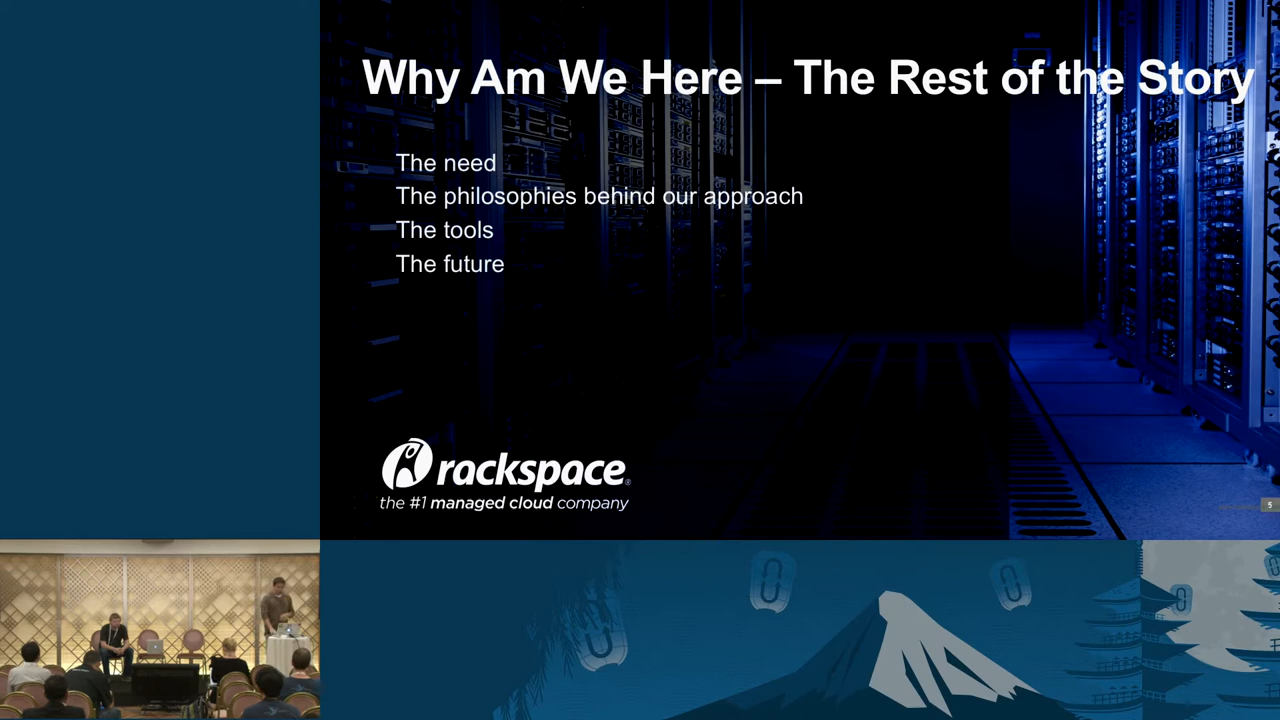 Why Am We Here – The Rest of the Story
The need
The philosophies behind our approach
The tools
The future
rackspace®
the #1 managed cloud company
5